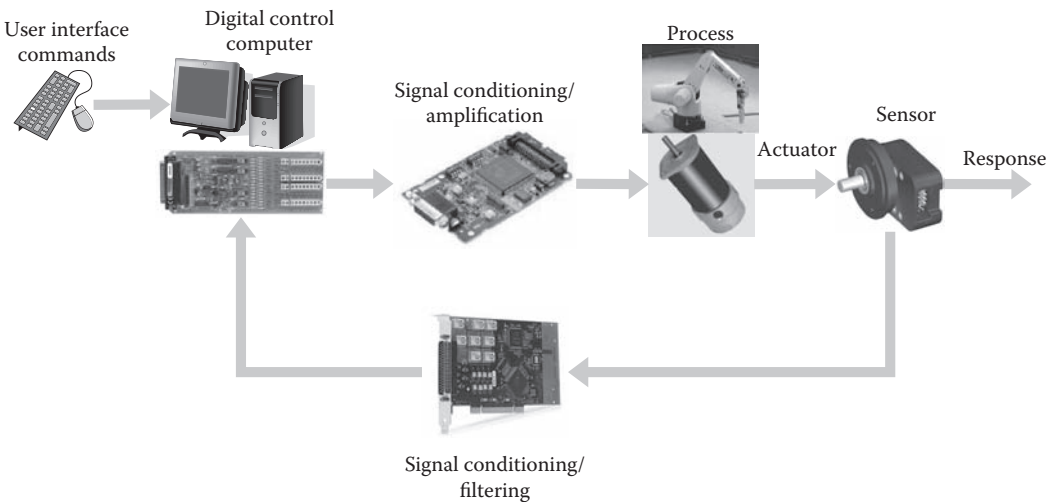 User interface
commands
Digital control
computer
Signal conditioning/
amplification
Process
Actuator
Sensor
Response
Signal conditioning/
filtering